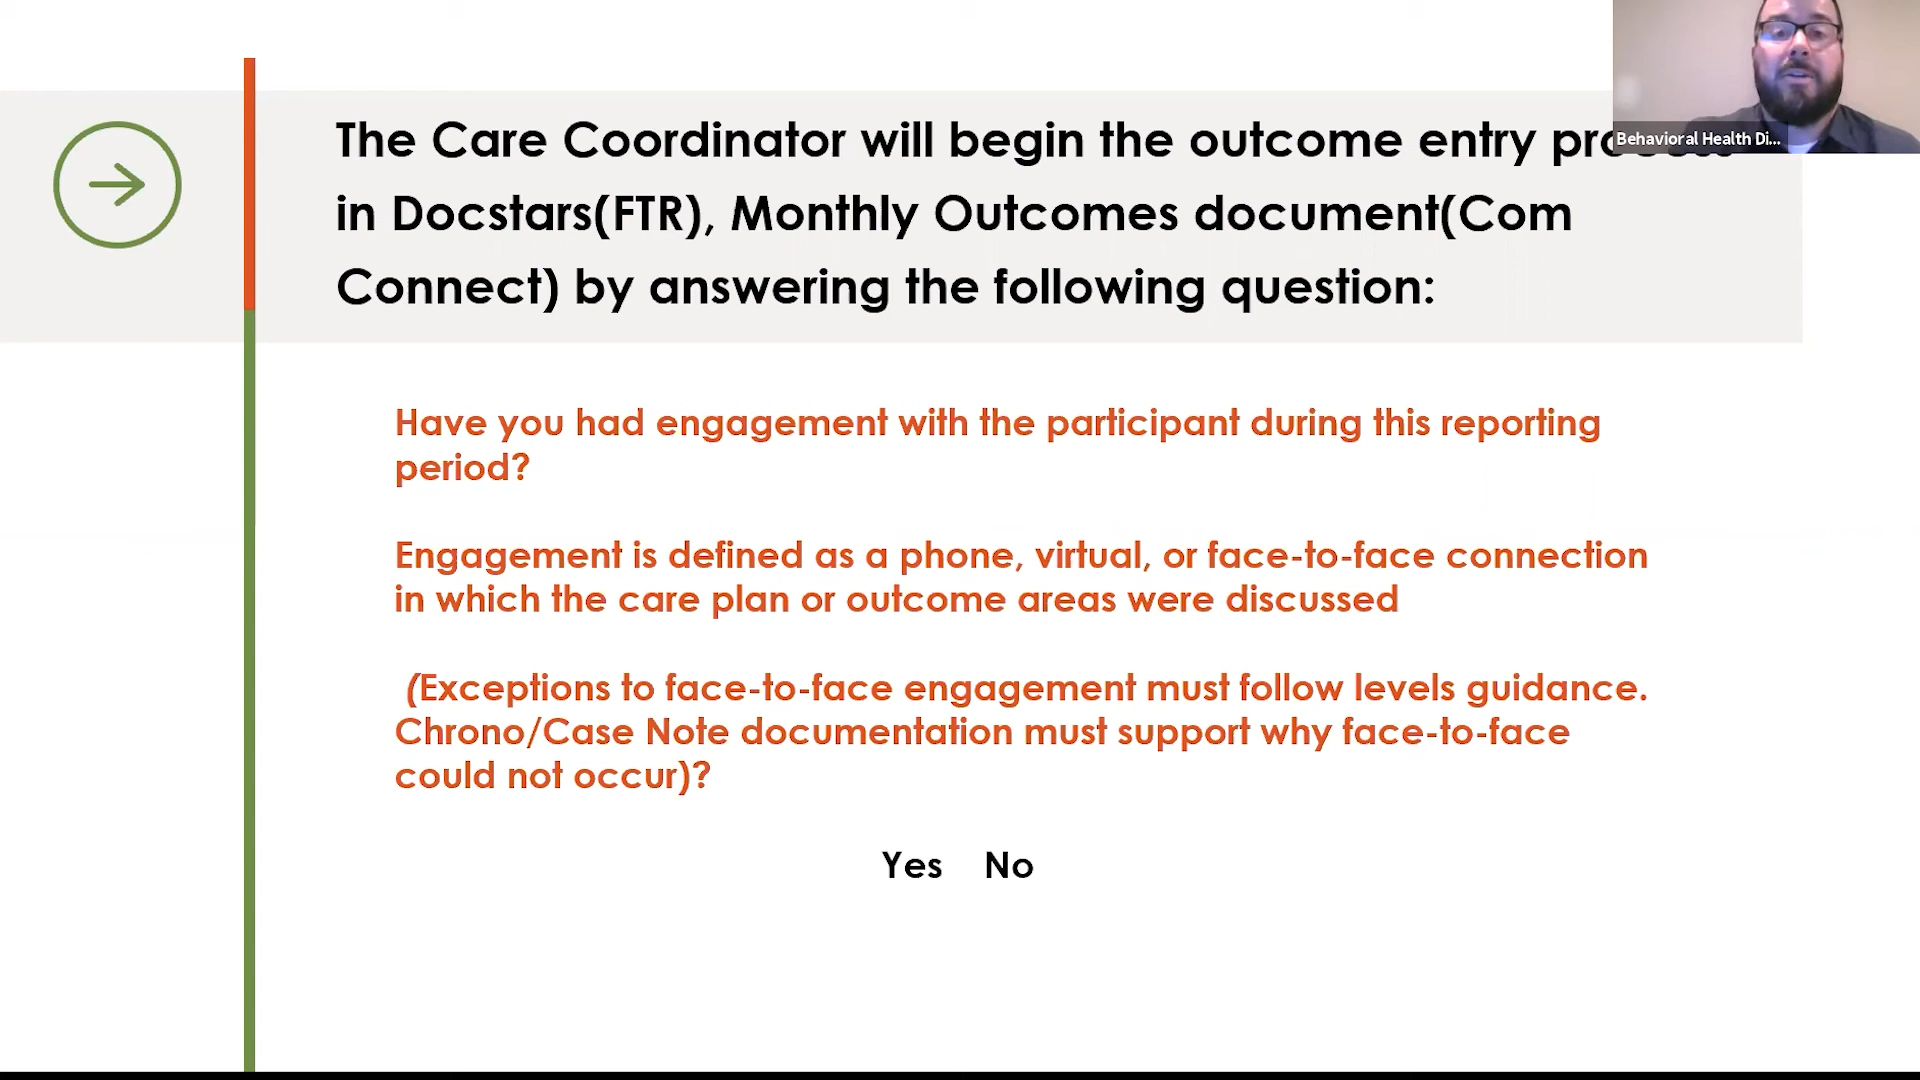 The Care Coordinator will begin the outcome entry
in Docstars(FTR), Monthly Outcomes document(Com
Connect) by answering the following question:
Behavioral Health Di...
Have you had engagement with the participant during this reporting
period?
Engagement is defined as a phone, virtual, or face-to-face connection
in which the care plan or outcome areas were discussed
(Exceptions to face-to-face engagement must follow levels guidance.
Chrono/Case Note documentation must support why face-to-face
could not occur)?
Yes No